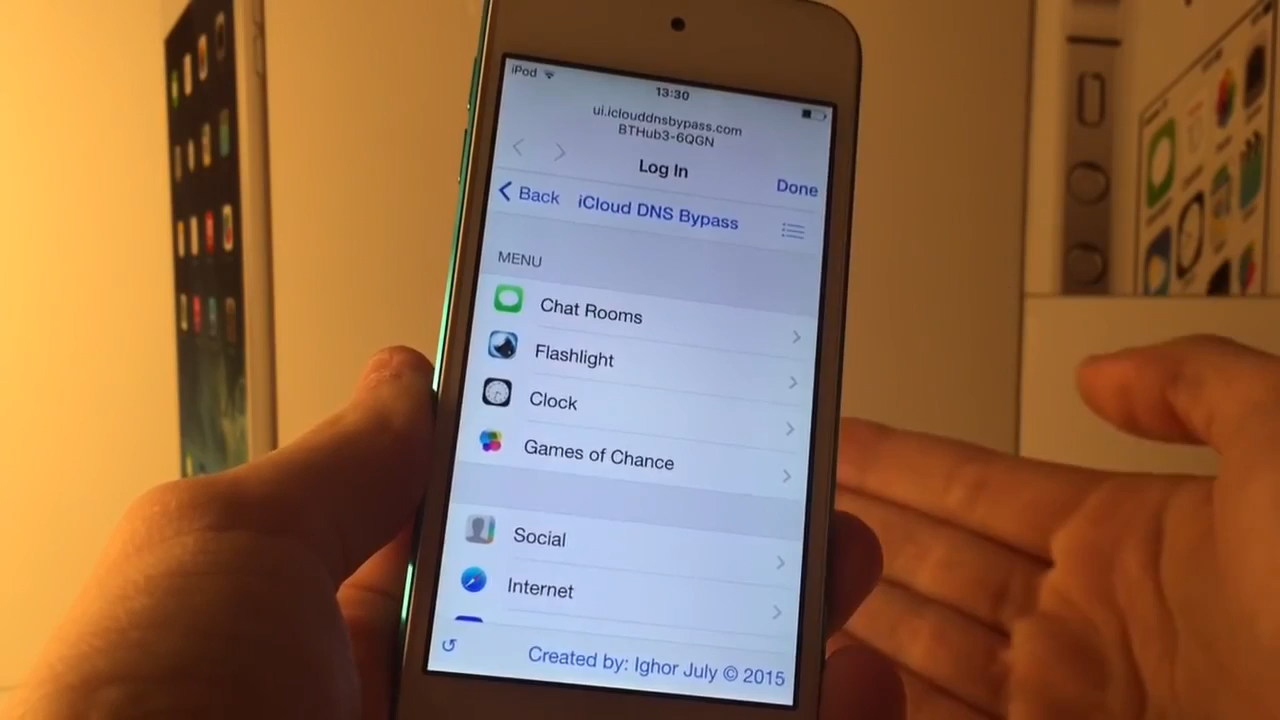 iPod
13:30
ui.iclouddnsbypass.com
BTHub3-6QGN
Log In
Done
Back
iCloud DNS Bypass
MENU
Chat Rooms
Flashlight
Clock
Games of Chance
Social
Internet
Created by: Ighor July © 2015